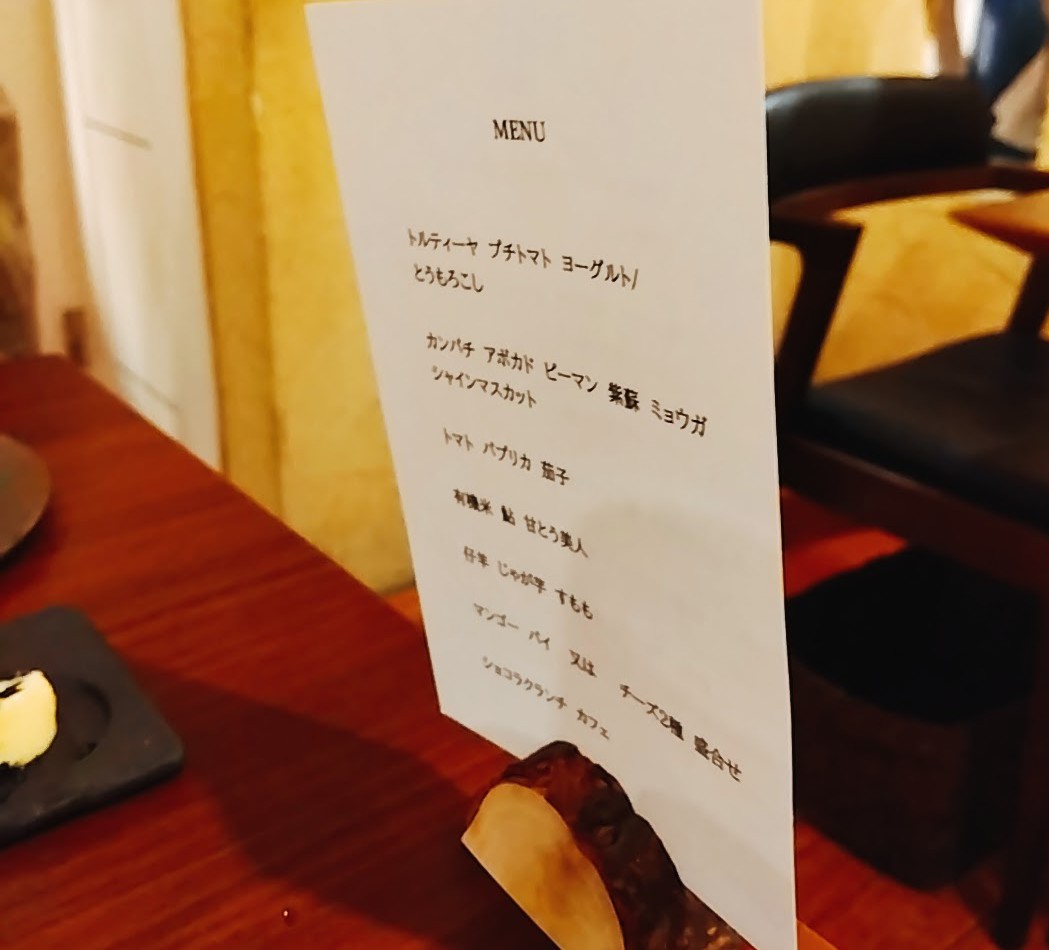 MENU
トルティーヤ プチトマト ヨーグルト/
とうもろこし
カンパチ アボカド ピーマン 紫蘇 ミョウガ
シャインマスカット
トマト パプリカ 茄子
有機米 鮎 甘とう美人
仔羊 じゃが芋 すもも
マンゴー パイ 又は チーズ2種 盛合せ
ショコラクランチ カフェ